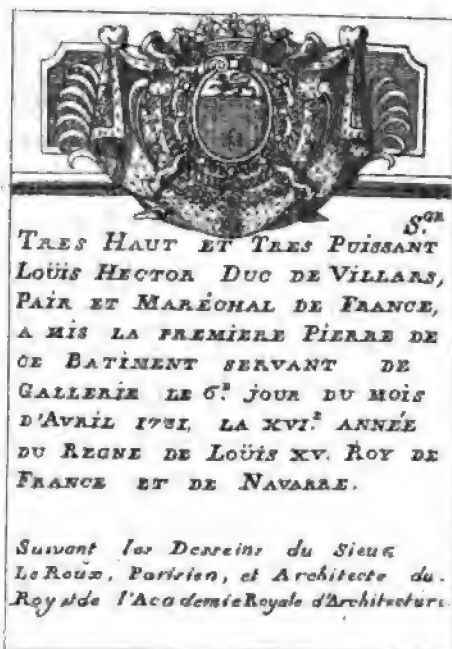 S.GR
TRES HAUT ET TRES PUISSANT
LOÜIS HECTOR DUC DE VILLARS,
PAIR ET MARÉCHAL DE FRANCE,
A MIS LA PREMIERE PIERRE DE
CE BATIMENT SERVANT DE
GALLERIE LE 6.e JOUR DU MOIS
D'AVRIL 1731, LA XVI.e ANNÉE
DU REGNE DE LOÜIS XV. ROY DE
FRANCE ET DE NAVARRE.
Suivant les Desseins du Sieur
Le Roux, Parisien, et Architecte du
Roy et de l'Academie Royale d'Architecture